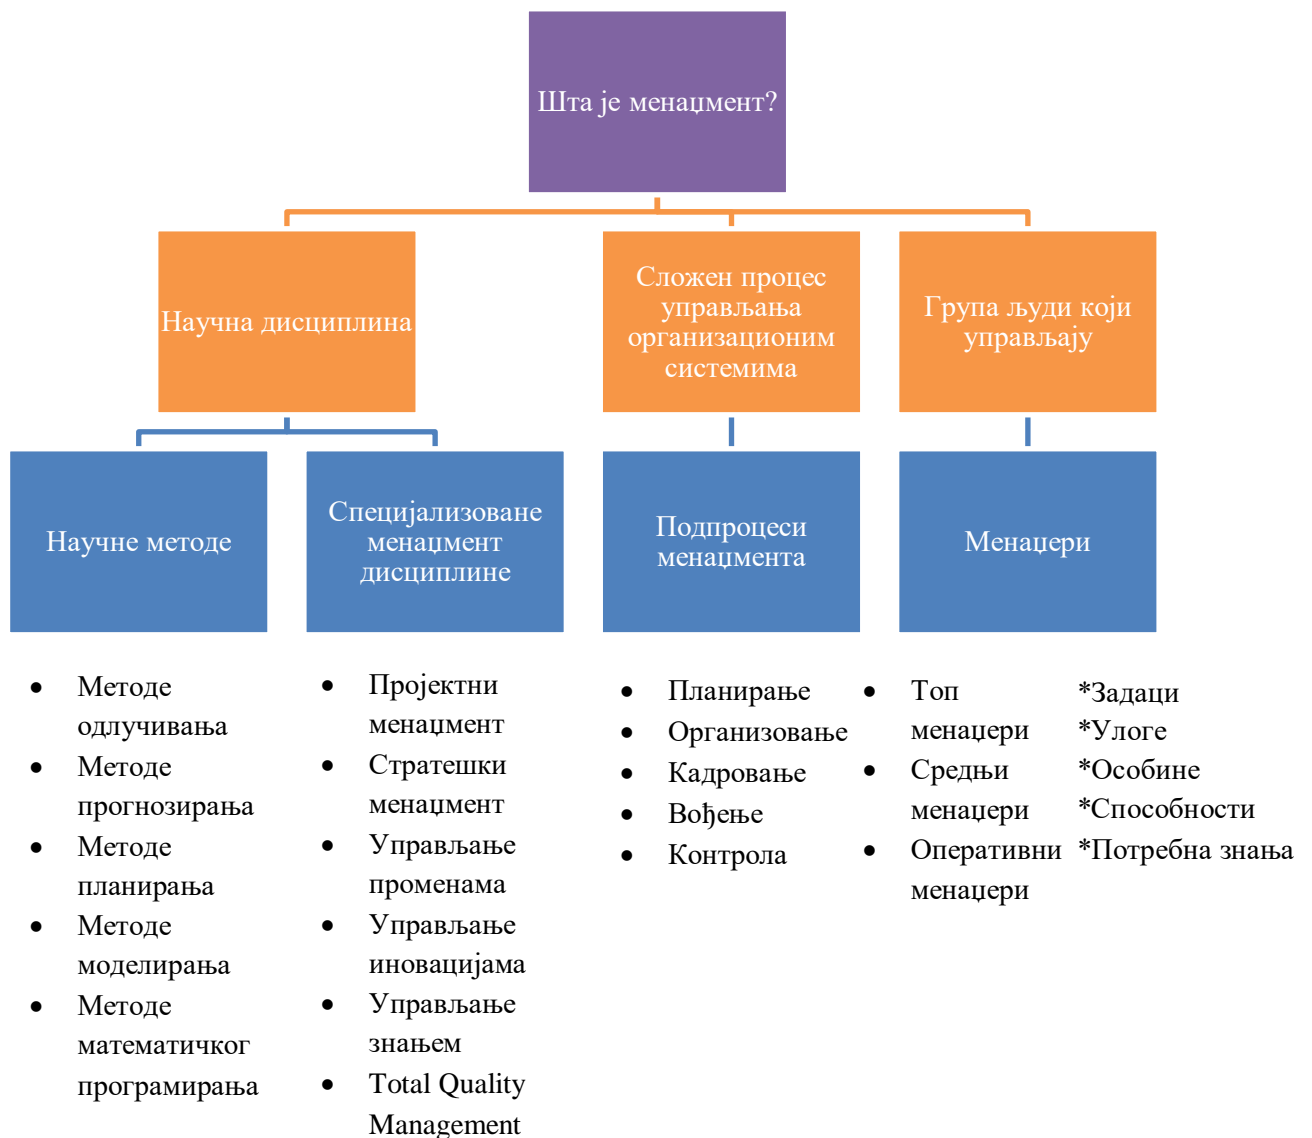 Шта је менаџмент?
Научна дисциплина
Сложен процес
управљања
организационим
системима
Група људи који
управљају
Научне методе
Специјализоване
менаџмент
дисциплине
Подпроцеси
менаџмента
Менаџери
• Методе
одлучивања
• Методе
прогнозирања
• Методе
планирања
• Методе
моделирања
• Методе
математичког
програмирања
• Пројектни
менаџмент
• Стратешки
менаџмент
• Управљање
променама
• Управљање
иновацијама
• Управљање
знањем
• Total Quality
Management
• Планирање
• Организовање
• Кадровање
• Вођење
• Контрола
• Топ
менаџери
• Средњи
менаџери
• Оперативни
менаџери
*Задаци
*Улоге
*Особине
*Способности
*Потребна знања